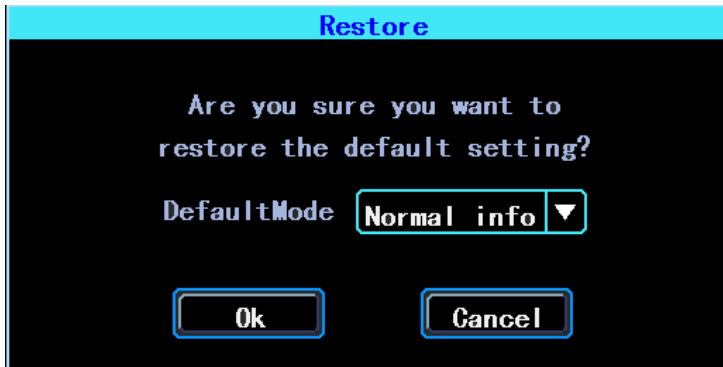 Restore
Are you sure you want to
restore the default setting?
DefaultMode Normal info
Ok Cancel